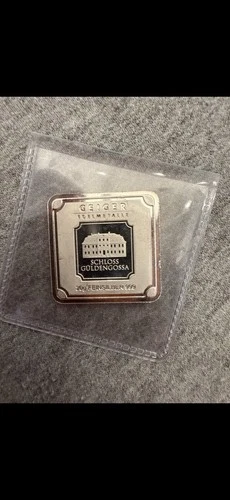 GEIGER
EDELMETALLE
SCHLOSS
GÜLDENGOSSA
FEINSILBER 999